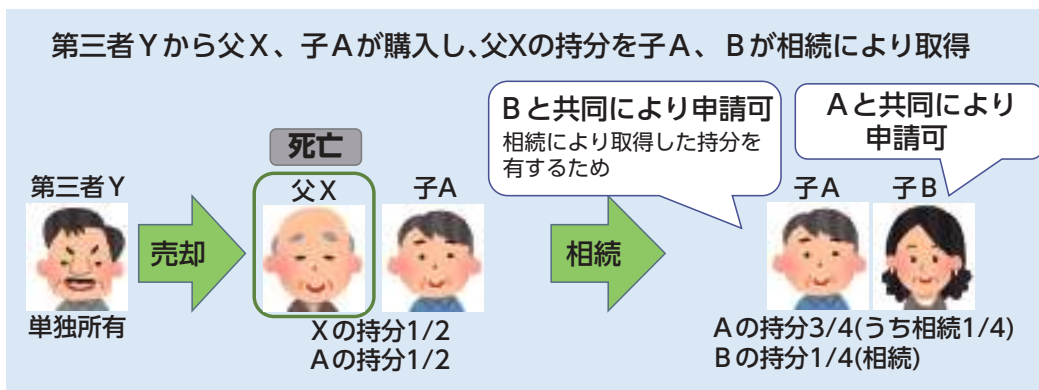 第三者Yから父X、子Aが購入し、父Xの持分を子A、Bが相続により取得
Bと共同により申請可
相続により取得した持分を
有するため
Aと共同により
申請可
死亡
第三者Y
父X
子A
子A
子B
売却
相続
単独所有
Xの持分1/2
Aの持分1/2
Aの持分3/4(うち相続1/4)
Bの持分1/4(相続)